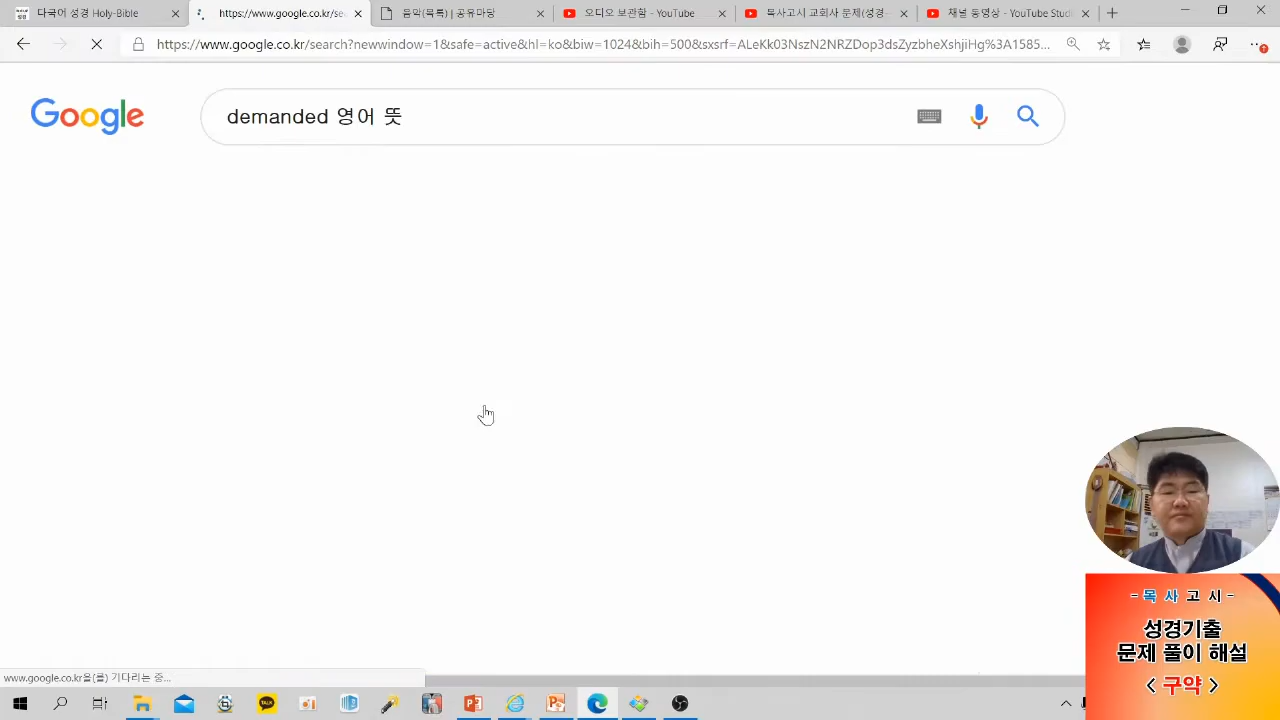 다국어 성경 Holy-Bible
https://www.google.co.kr/se
음악(목록) | 공유마당
오디오 보관함 - YouTube
목사고시 교회사 문제(성경-
채널 동영상 - YouTube Studi
https://www.google.co.kr/search?newwindow=1&safe=active&hl=ko&biw=1024&bih=500&sxsrf=ALeKk03NszN2NRZDop3dsZyzbheXshjiHg%3A1585...
Google
demanded 영어 뜻
- 목 사 고 시 -
성경기출
문제 풀이 해설
< 구약 >
www.google.co.kr을(를) 기다리는 중...
TALK